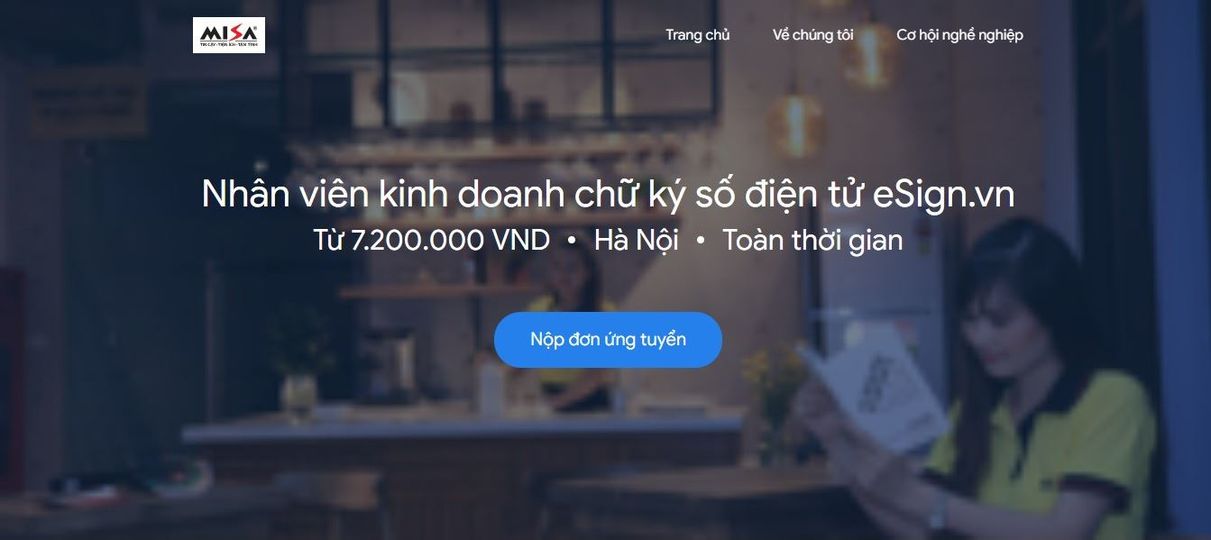 MISA
TIN CẬY - TIỆN ÍCH - TẬN TÌNH
Trang chủ
Về chúng tôi
Cơ hội nghề nghiệp
Nhân viên kinh doanh chữ ký số điện tử eSign.vn
Từ 7.200.000 VND • Hà Nội • Toàn thời gian
Nộp đơn ứng tuyển